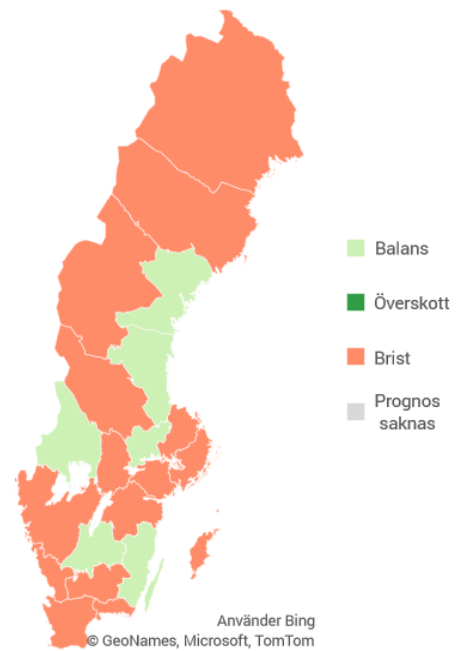 Balans
Överskott
Brist
Prognos
saknas
Använder Bing
© GeoNames, Microsoft, TomTom